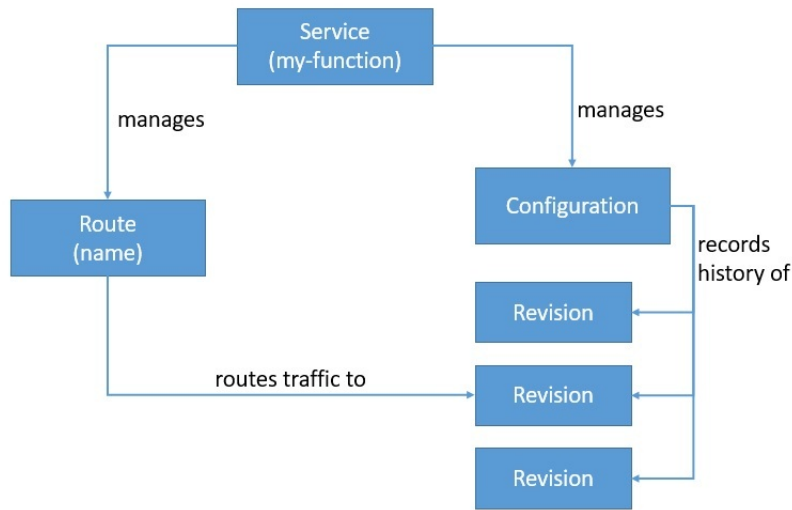 Service
(my-function)
manages
manages
Route
(name)
Configuration
records
history of
Revision
routes traffic to
Revision
Revision